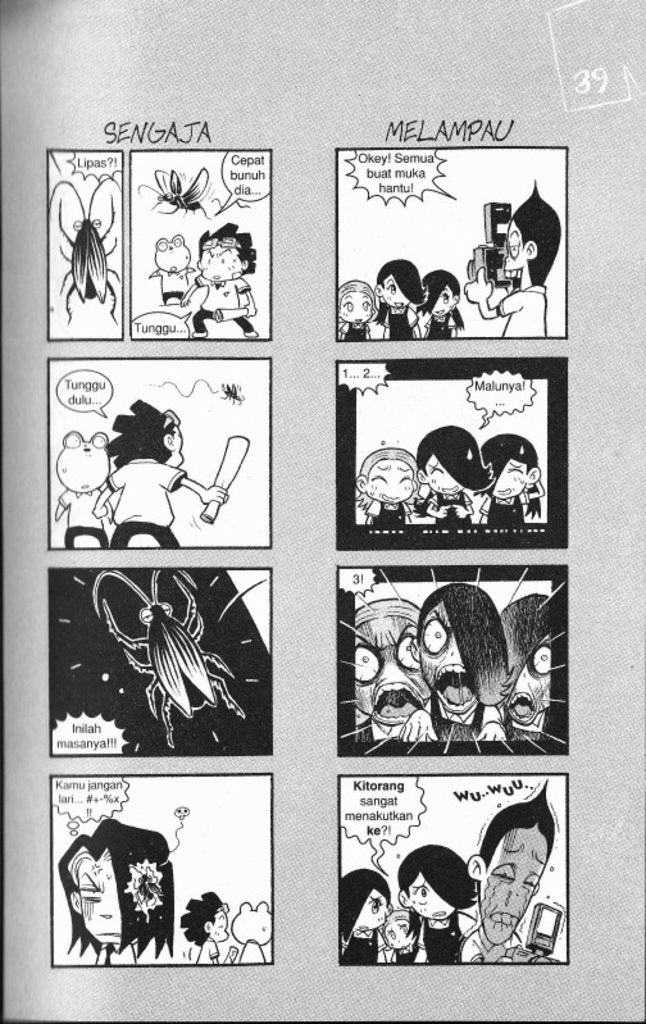 39
SENGAJA
Lipas?!
Cepat
bunuh
dia...
Tunggu...
Tunggu
dulu...
Inilah
masanya!!!
Kamu jangan
lari... #+-%x
!!
MELAMPAU
Okey! Semua
buat muka
hantu!
1... 2...
Malunya!
...
3!
Kitorang
sangat
menakutkan
ke?!
WU..WUU..